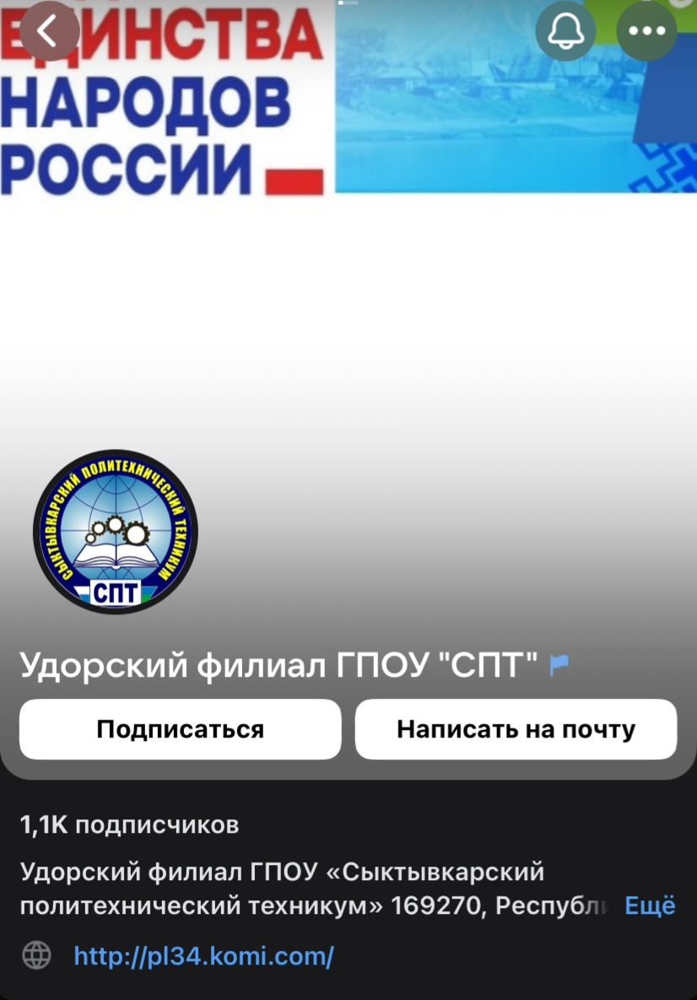 ЕДИНСТВА
НАРОДОВ
РОССИИ
СЫКТЫВКАРСКИЙ ПОЛИТЕХНИЧЕСКИЙ ТЕХНИКУМ
СПТ
Удорский филиал ГПОУ "СПТ"
Подписаться
Написать на почту
1,1K подписчиков
Удорский филиал ГПОУ «Сыктывкарский
политехнический техникум» 169270, Республи Ещё
http://pl34.komi.com/